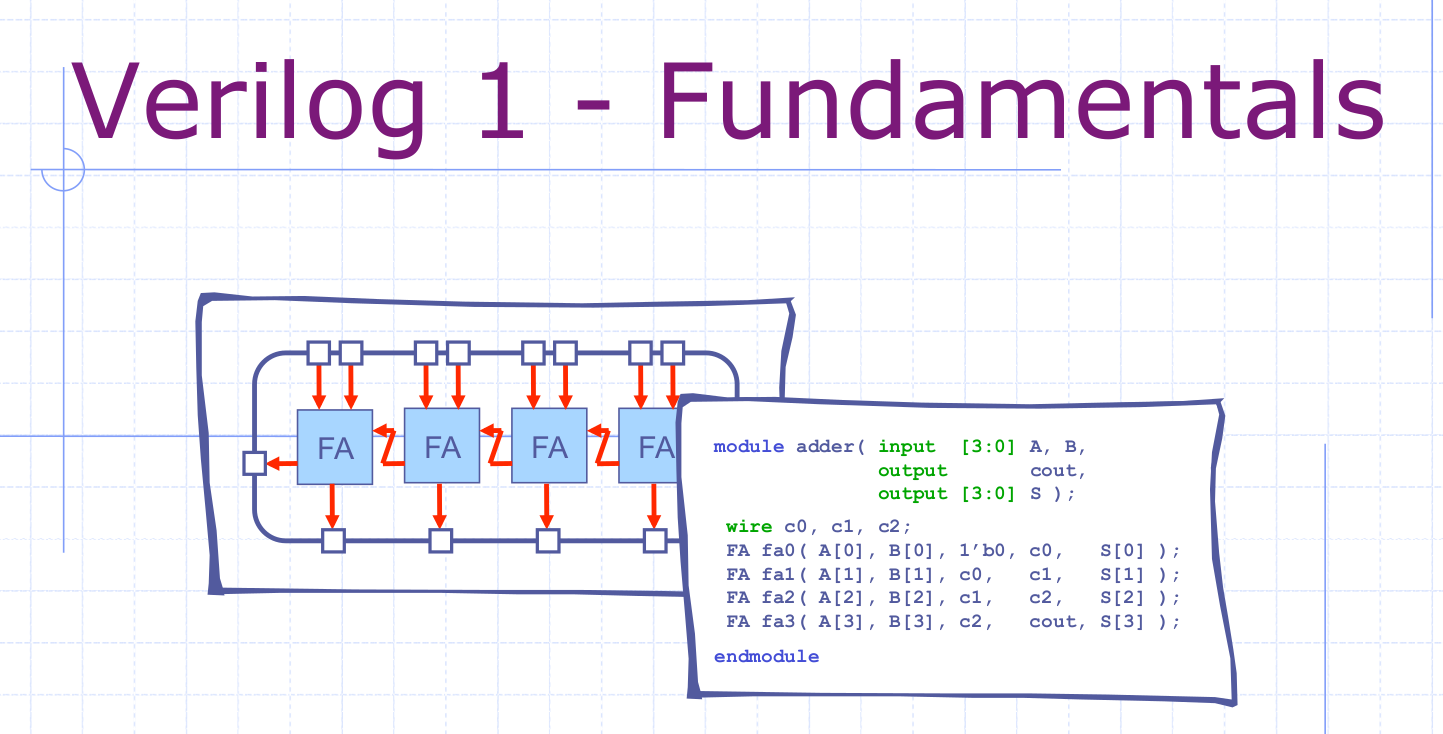 Verilog 1 - Fundamentals
FA FA FA FA
module adder( input [3:0] A, B,
output cout,
output [3:0] S );
wire c0, c1, c2;
FA fa0( A[0], B[0], 1’b0, c0, S[0] );
FA fa1( A[1], B[1], c0, c1, S[1] );
FA fa2( A[2], B[2], c1, c2, S[2] );
FA fa3( A[3], B[3], c2, cout, S[3] );
endmodule